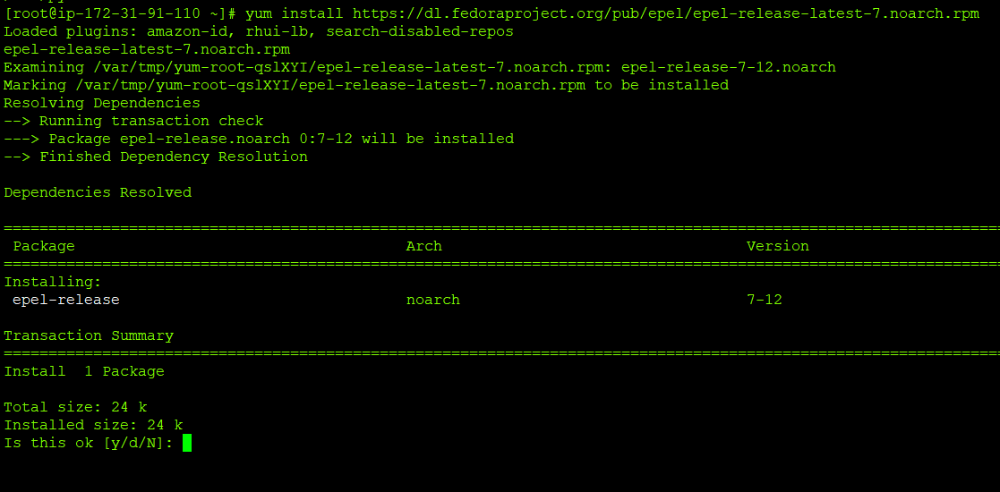 [root@ip-172-31-91-110 ~]# yum install https://dl.fedoraproject.org/pub/epel/epel-release-latest-7.noarch.rpm
Loaded plugins: amazon-id, rhui-lb, search-disabled-repos
epel-release-latest-7.noarch.rpm
Examining /var/tmp/yum-root-qslXYI/epel-release-latest-7.noarch.rpm: epel-release-7-12.noarch
Marking /var/tmp/yum-root-qslXYI/epel-release-latest-7.noarch.rpm to be installed
Resolving Dependencies
--> Running transaction check
---> Package epel-release.noarch 0:7-12 will be installed
--> Finished Dependency Resolution
Dependencies Resolved
================================================================================================================
Package Arch Version
================================================================================================================
Installing:
epel-release noarch 7-12
Transaction Summary
================================================================================================================
Install 1 Package
Total size: 24 k
Installed size: 24 k
Is this ok [y/d/N]: